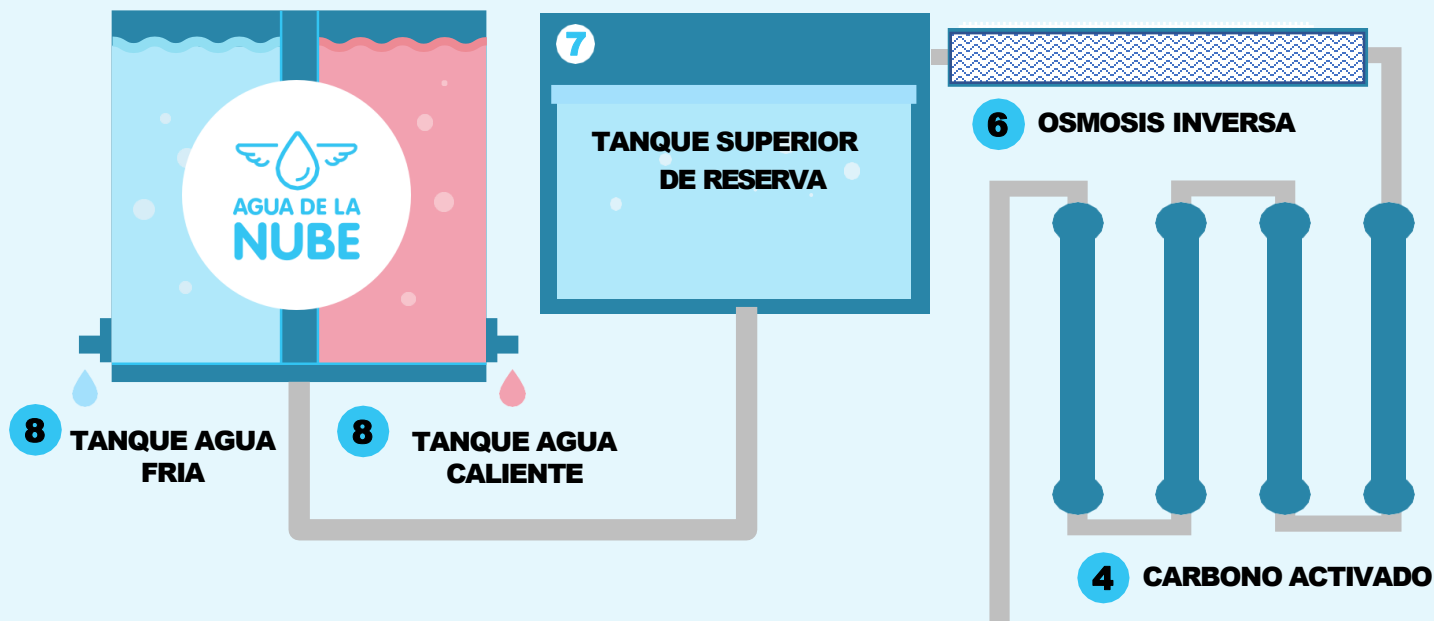 7
TANQUE SUPERIOR
DE RESERVA
6 OSMOSIS INVERSA
AGUA DE LA
NUBE
8 TANQUE AGUA
FRIA
8 TANQUE AGUA
CALIENTE
4 CARBONO ACTIVADO